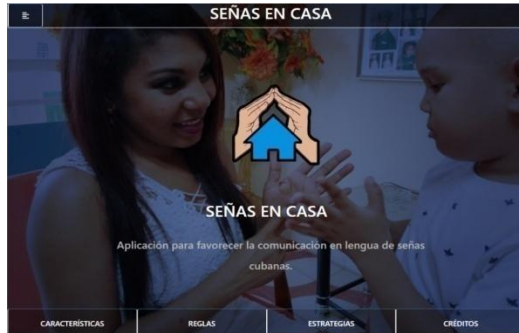 SEÑAS EN CASA
SEÑAS EN CASA
Aplicación para favorecer la comunicación en lengua de señas
cubanas.
CARACTERÍSTICAS
REGLAS
ESTRATEGIAS
CRÉDITOS